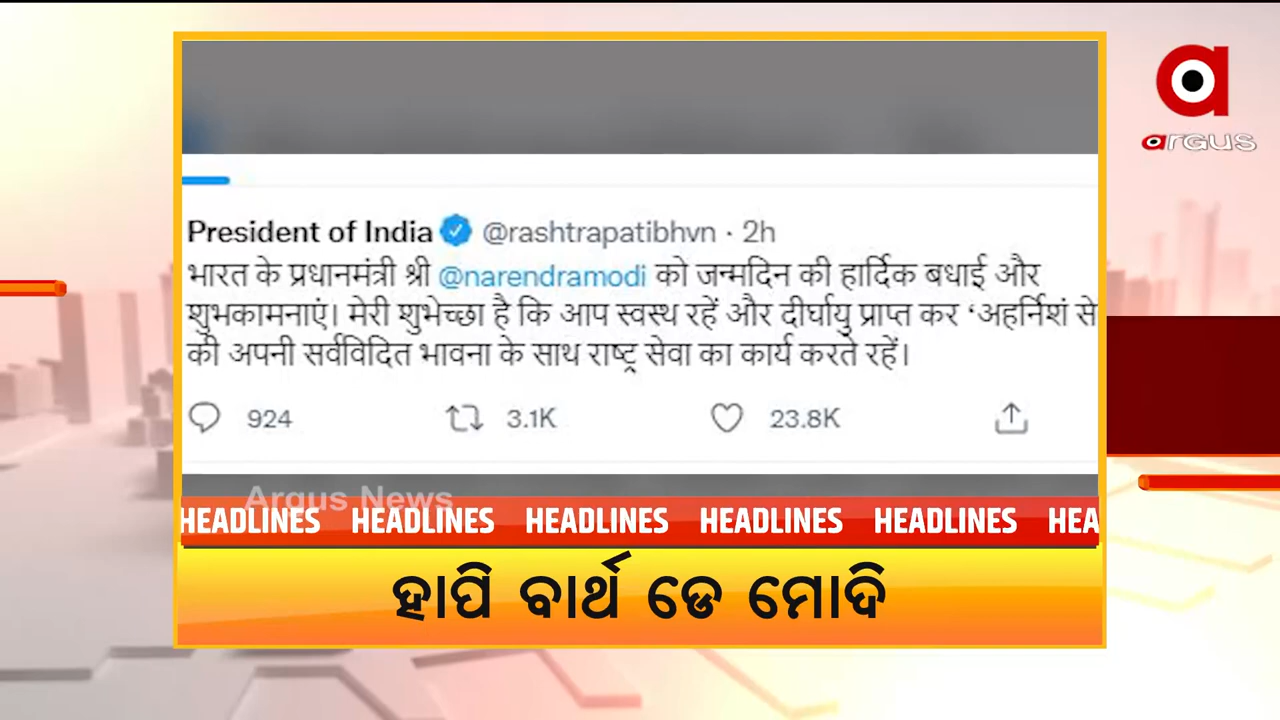 argus
President of India @rashtrapatibhvn · 2h
भारत के प्रधानमंत्री श्री @narendramodi को जन्मदिन की हार्दिक बधाई और
शुभकामनाएं। मेरी शुभेच्छा है कि आप स्वस्थ रहें और दीर्घायु प्राप्त कर ‘अहर्निशं से
की अपनी सर्वविदित भावना के साथ राष्ट्र सेवा का कार्य करते रहें।
924 3.1K 23.8K
Argus News
HEADLINES HEADLINES HEADLINES HEADLINES HEADLINES HEA
ହାପି ବାର୍ଥ ଡେ ମୋଦି